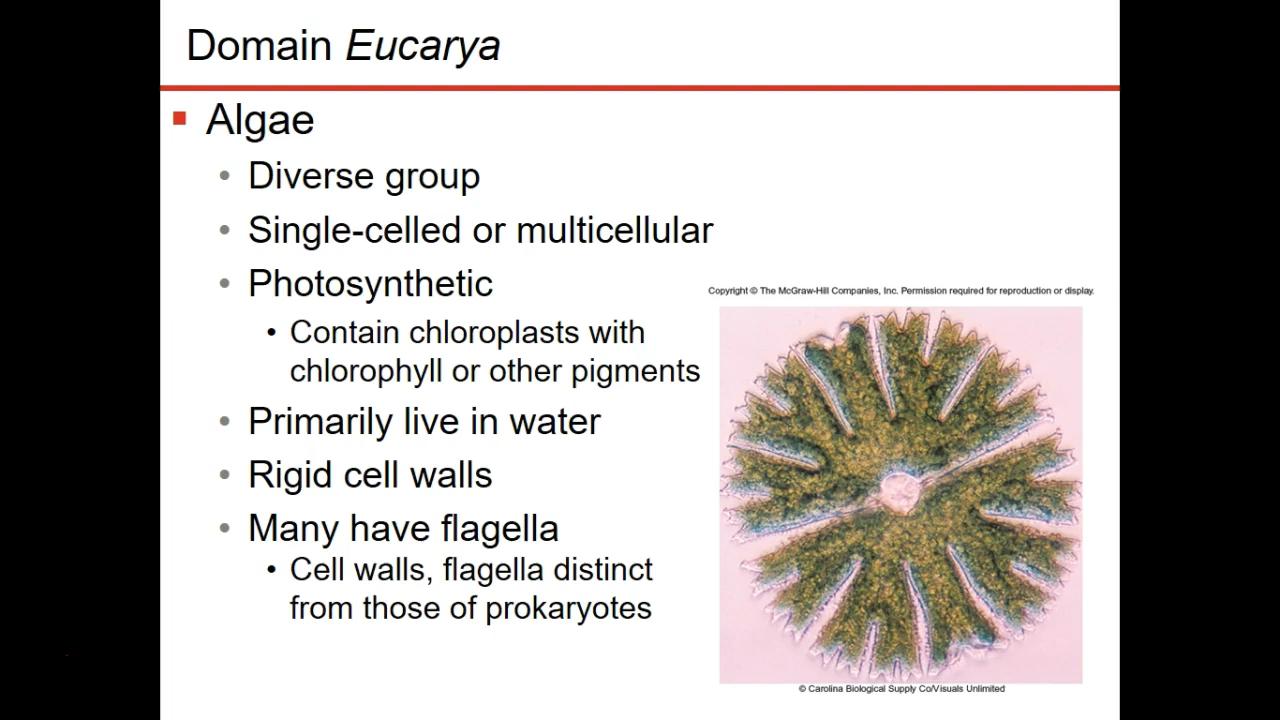 Domain Eucarya
▪ Algae
• Diverse group
• Single-celled or multicellular
• Photosynthetic
• Contain chloroplasts with
chlorophyll or other pigments
• Primarily live in water
• Rigid cell walls
• Many have flagella
• Cell walls, flagella distinct
from those of prokaryotes
Copyright © The McGraw-Hill Companies, Inc. Permission required for reproduction or display.
© Carolina Biological Supply Co/Visuals Unlimited